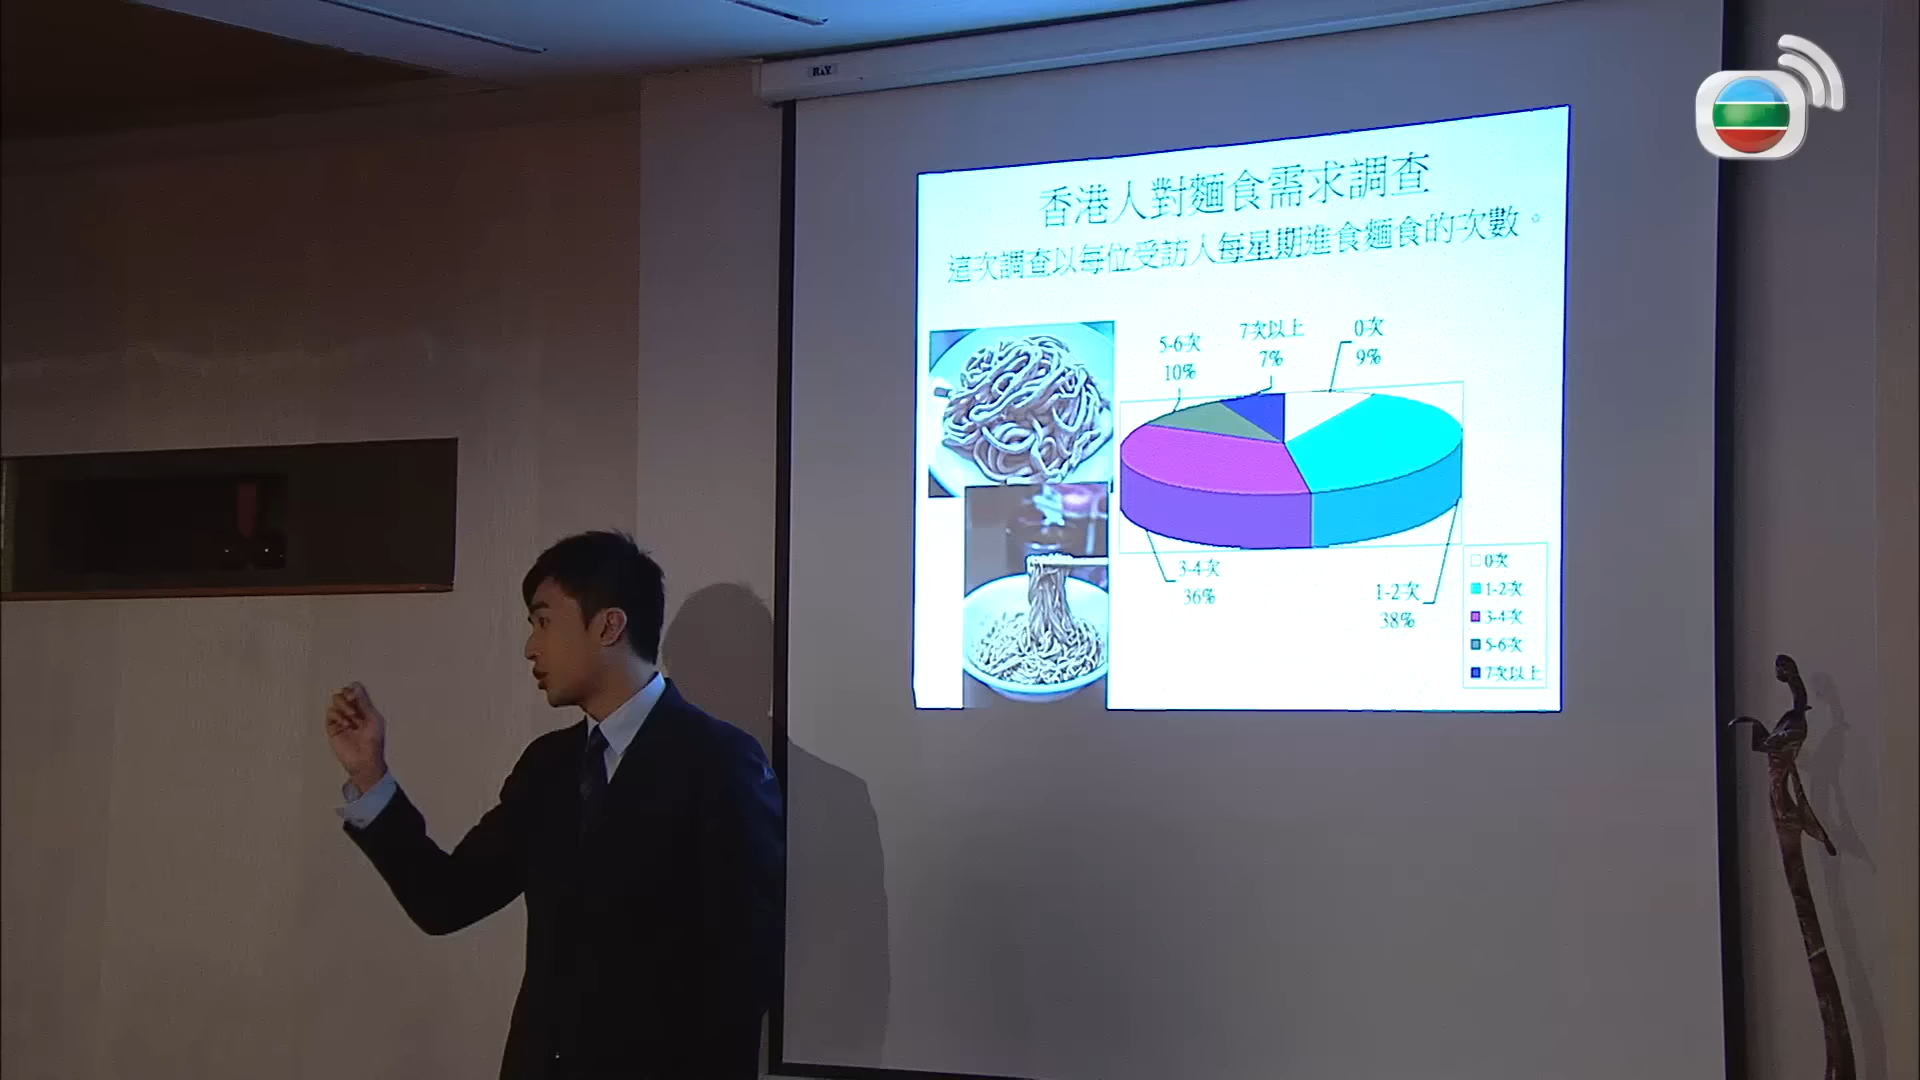 RAY
香港人對麵食需求調查
這次調查以每位受訪人每星期進食麵食的次數。
5-6次
10%
7次以上
7%
0次
9%
3-4次
36%
1-2次
38%
0次
1-2次
3-4次
5-6次
7次以上